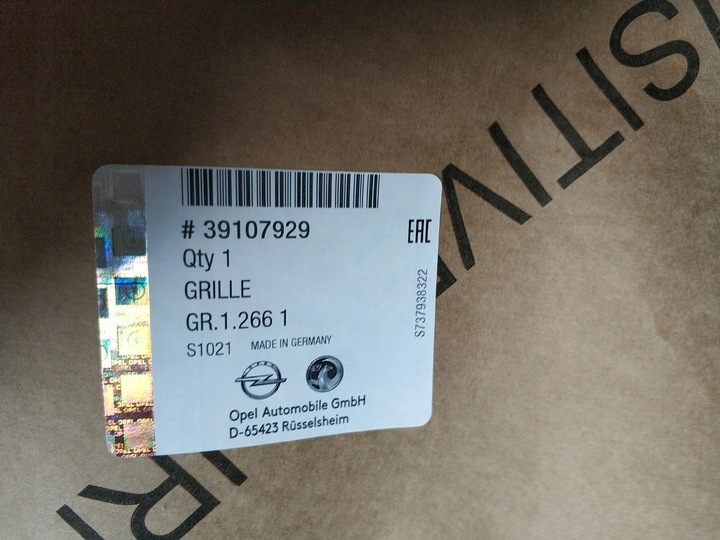 # 39107929
Qty 1
GRILLE
GR.1.266 1
S1021 MADE IN GERMANY
Opel Automobile GmbH
D-65423 Rüsselsheim
EAC
S737938322
SITIV